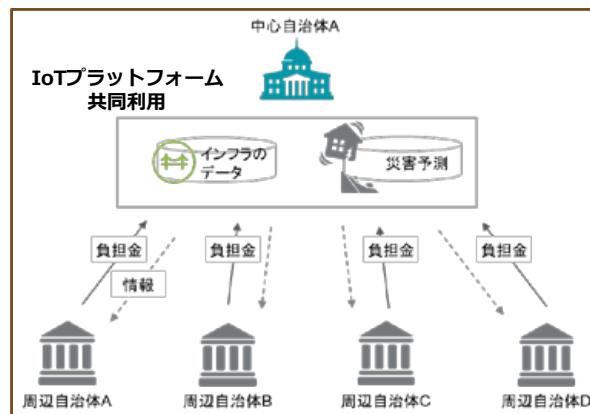 中心自治体A
IoTプラットフォーム
共同利用
インフラの
データ
災害予測
負担金
負担金
負担金
負担金
情報
周辺自治体A
周辺自治体B
周辺自治体C
周辺自治体D